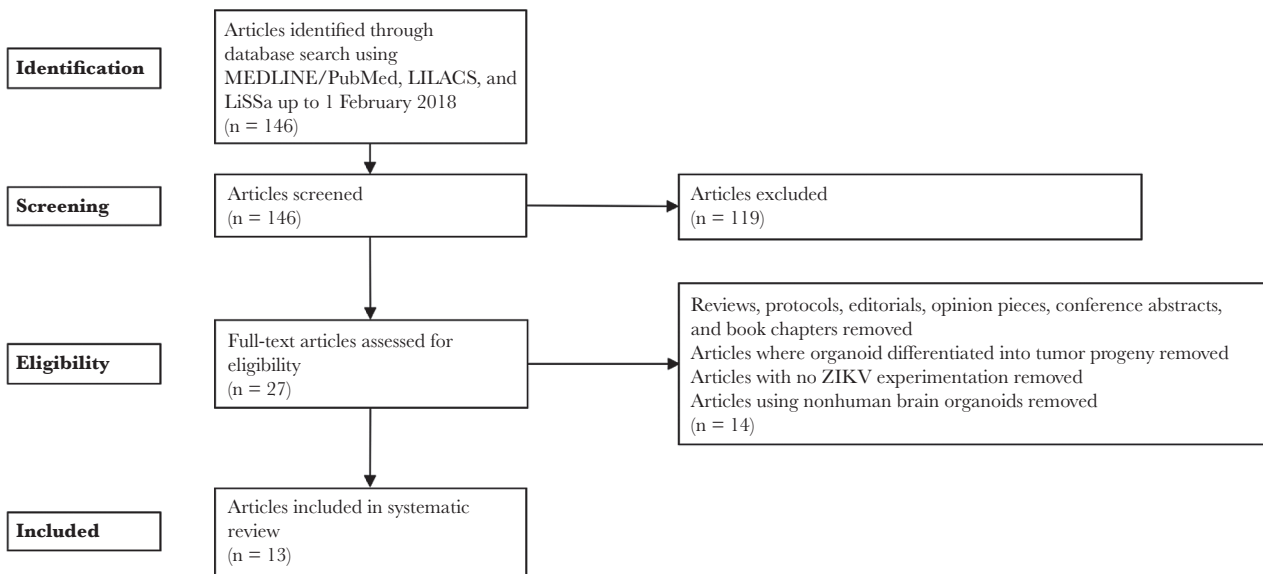 Identification
Articles identified through
database search using
MEDLINE/PubMed, LILACS, and
LiSSa up to 1 February 2018
(n = 146)
Screening
Articles screened
(n = 146)
Articles excluded
(n = 119)
Eligibility
Full-text articles assessed for
eligibility
(n = 27)
Reviews, protocols, editorials, opinion pieces, conference abstracts,
and book chapters removed
Articles where organoid differentiated into tumor progeny removed
Articles with no ZIKV experimentation removed
Articles using nonhuman brain organoids removed
(n = 14)
Included
Articles included in systematic
review
(n = 13)